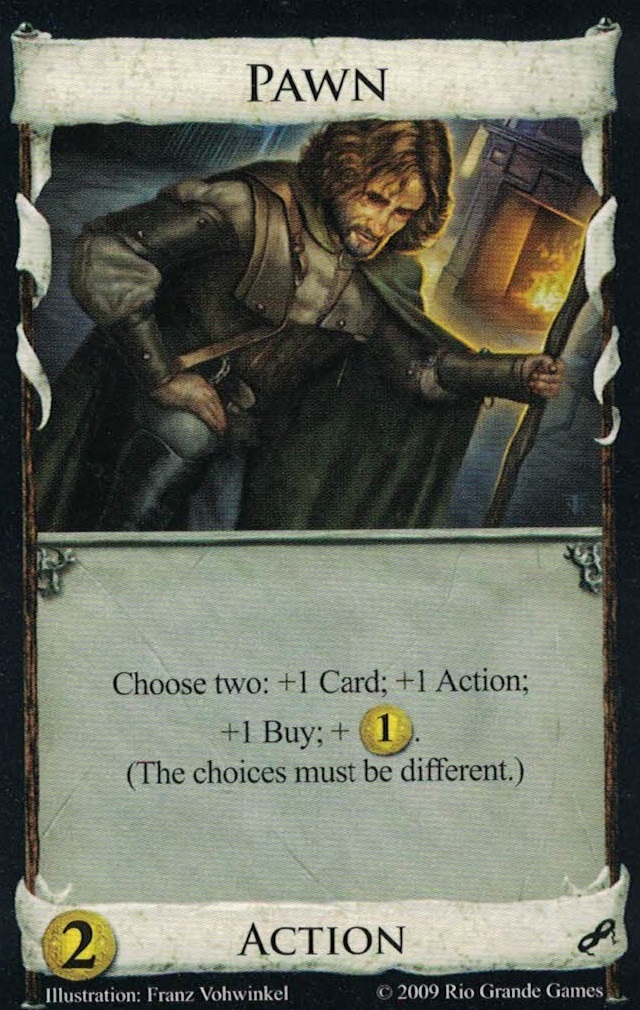 PAWN
Choose two: +1 Card; +1 Action;
+1 Buy; + 1.
(The choices must be different.)
2 ACTION
Illustration: Franz Vohwinkel © 2009 Rio Grande Games